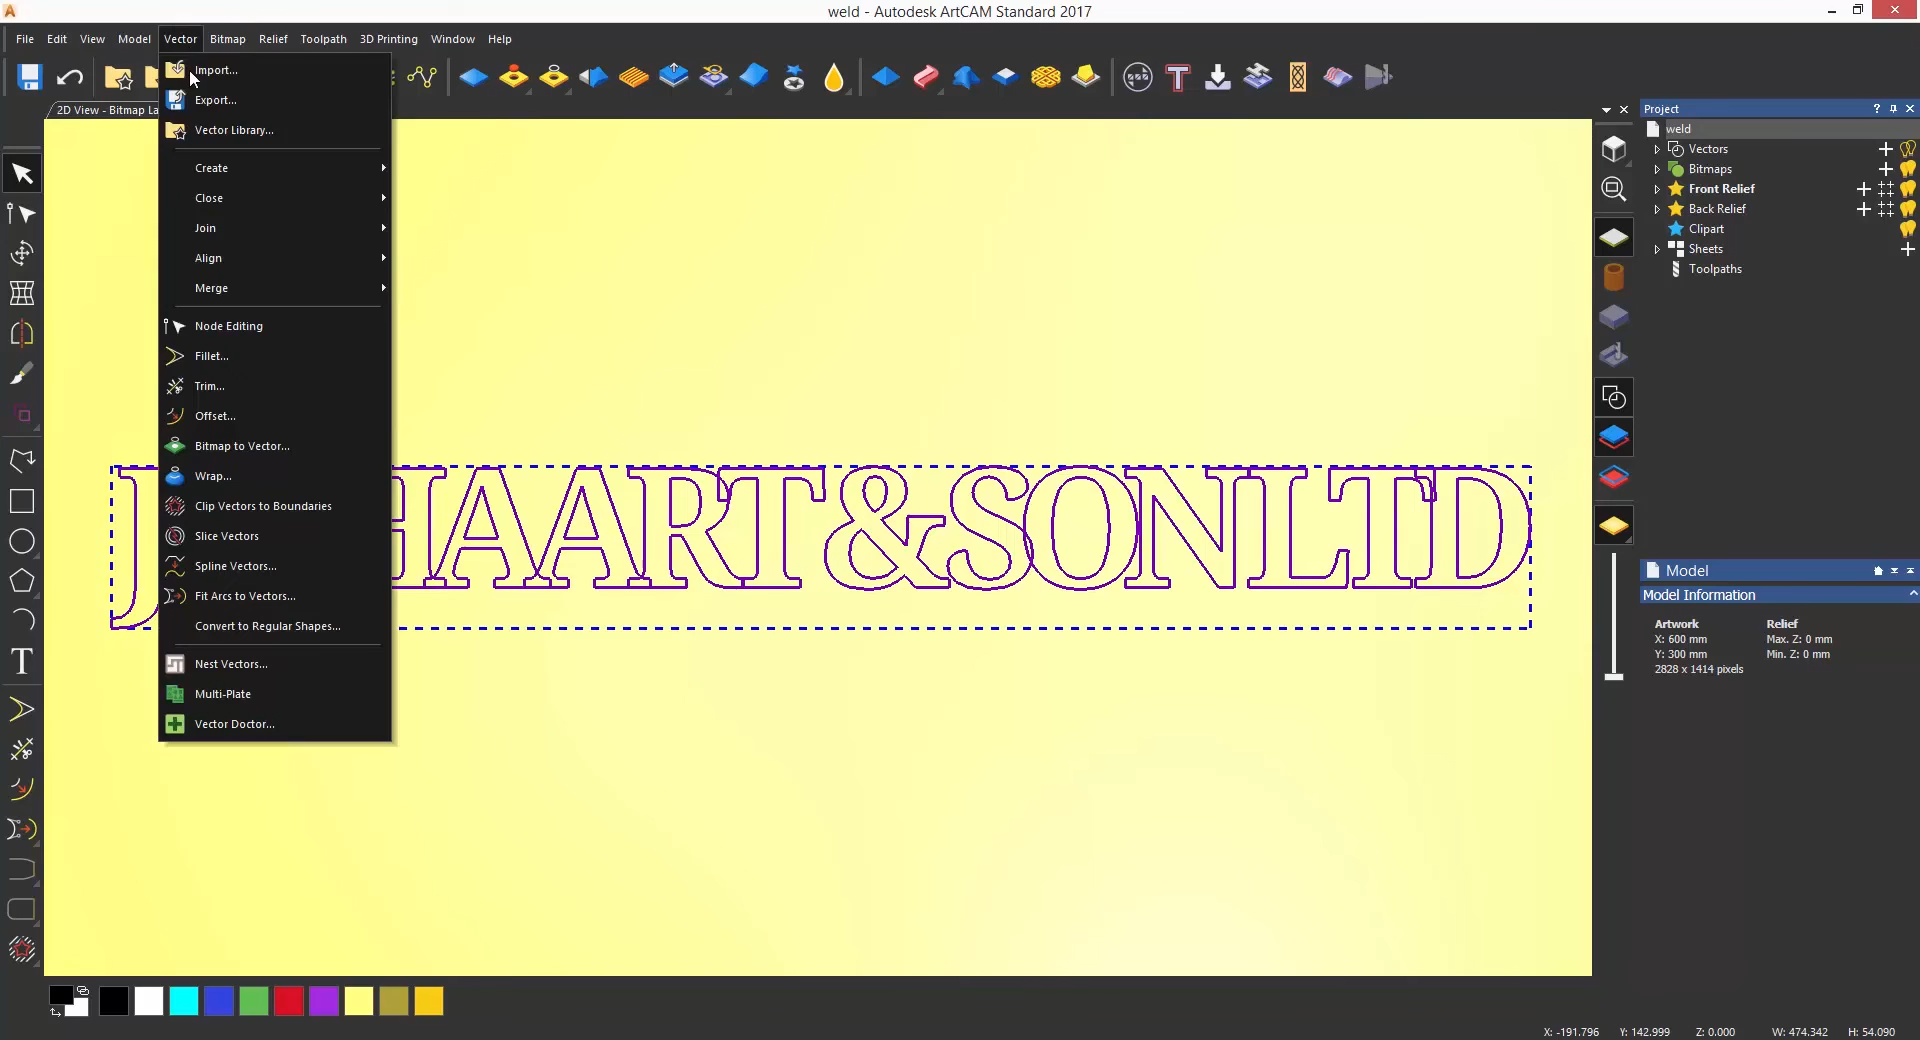 weld - Autodesk ArtCAM Standard 2017
File Edit View Model Vector Bitmap Relief Toolpath 3D Printing Window Help
2D View - Bitmap La
Import...
Export...
Vector Library...
Create
Close
Join
Align
Merge
Node Editing
Fillet...
Trim...
Offset...
Bitmap to Vector...
Wrap...
Clip Vectors to Boundaries
Slice Vectors
Spline Vectors...
Fit Arcs to Vectors...
Convert to Regular Shapes...
Nest Vectors...
Multi-Plate
Vector Doctor...
J HAART&SONLTD
Project
weld
Vectors
Bitmaps
Front Relief
Back Relief
Clipart
Sheets
Toolpaths
Model
Model Information
Artwork Relief
X: 600 mm Max. Z: 0 mm
Y: 300 mm Min. Z: 0 mm
2828 x 1414 pixels
X: -191.796 Y: 142.999 Z: 0.000 W: 474.342 H: 54.090